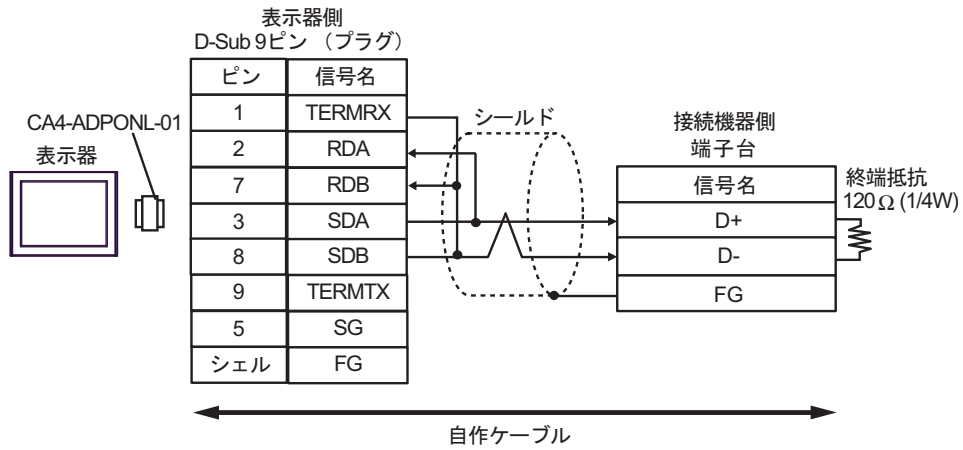 表示器側
D-Sub 9ピン （プラグ）
CA4-ADPONL-01
表示器
ピン 信号名
1 TERMRX
2 RDA
7 RDB
3 SDA
8 SDB
9 TERMTX
5 SG
シェル FG
シールド
接続機器側
端子台
信号名
D+
D-
FG
終端抵抗
120Ω (1/4W)
自作ケーブル